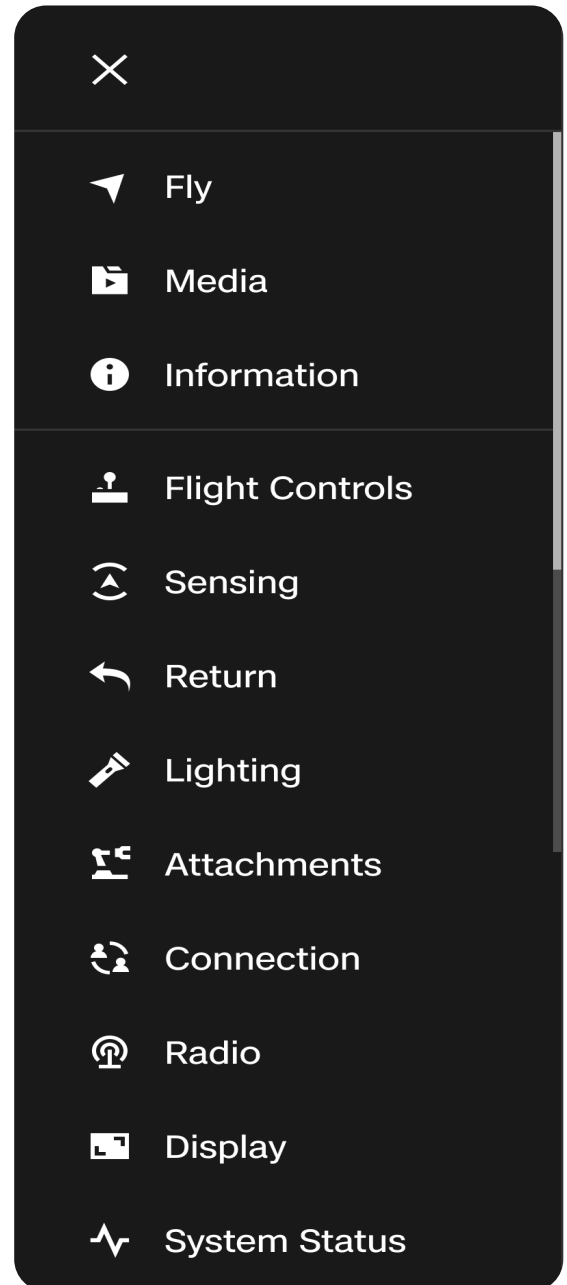 Fly
Media
Information
Flight Controls
Sensing
Return
Lighting
Attachments
Connection
Radio
Display
System Status